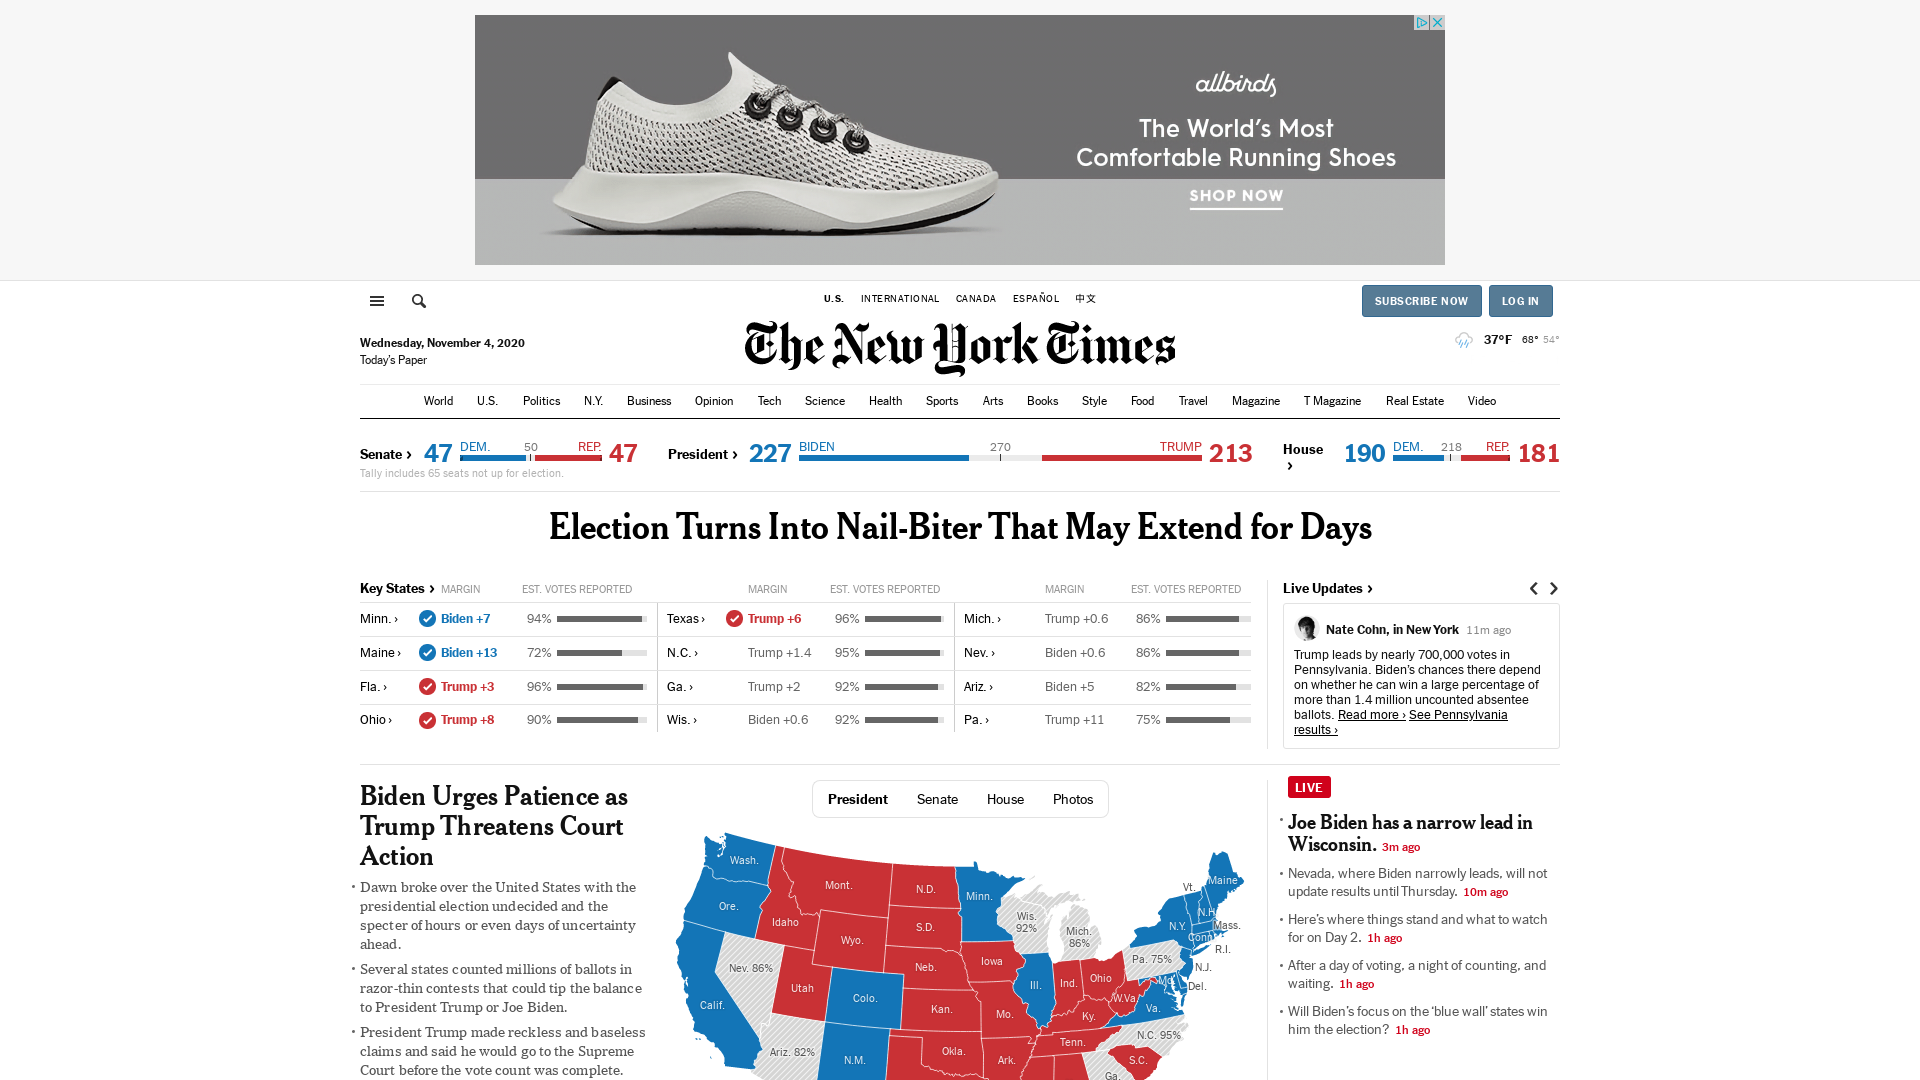 allbirds
The World's Most
Comfortable Running Shoes
SHOP NOW
U.S. INTERNATIONAL CANADA ESPAÑOL 中文
SUBSCRIBE NOW LOG IN
Wednesday, November 4, 2020
Today's Paper
The New York Times
37°F 68° 54°
World U.S. Politics N.Y. Business Opinion Tech Science Health Sports Arts Books Style Food Travel Magazine T Magazine Real Estate Video
Senate › 47 DEM. 50 REP. 47
Tally includes 65 seats not up for election.
President › 227 BIDEN 270 TRUMP 213
House › 190 DEM. 218 REP. 181
Election Turns Into Nail-Biter That May Extend for Days
Key States › MARGIN EST. VOTES REPORTED MARGIN EST. VOTES REPORTED MARGIN EST. VOTES REPORTED
Minn. › Biden +7 94% Texas › Trump +6 96% Mich. › Trump +0.6 86%
Maine › Biden +13 72% N.C. › Trump +1.4 95% Nev. › Biden +0.6 86%
Fla. › Trump +3 96% Ga. › Trump +2 92% Ariz. › Biden +5 82%
Ohio › Trump +8 90% Wis. › Biden +0.6 92% Pa. › Trump +11 75%
Live Updates ›
Nate Cohn, in New York 11m ago
Trump leads by nearly 700,000 votes in
Pennsylvania. Biden's chances there depend
on whether he can win a large percentage of
more than 1.4 million uncounted absentee
ballots. Read more › See Pennsylvania
results ›
Biden Urges Patience as
Trump Threatens Court
Action
• Dawn broke over the United States with the
presidential election undecided and the
specter of hours or even days of uncertainty
ahead.
• Several states counted millions of ballots in
razor-thin contests that could tip the balance
to President Trump or Joe Biden.
• President Trump made reckless and baseless
claims and said he would go to the Supreme
Court before the vote count was complete.
President Senate House Photos
Wash.
Mont.
N.D.
Minn.
Maine
Vt.
Ore.
Idaho
S.D.
Wis.
92%
N.H.
Wyo.
Mich.
86%
N.Y.
Mass.
Conn.
R.I.
Nev. 86%
Neb.
Iowa
Pa. 75%
N.J.
Utah
Colo.
Ill.
Ind.
Ohio
Md.
Del.
Calif.
Kan.
Mo.
W.Va.
Ky.
Va.
Ariz. 82%
N.M.
Okla.
Ark.
Tenn.
N.C. 95%
S.C.
Ga.
LIVE
• Joe Biden has a narrow lead in
Wisconsin. 3m ago
• Nevada, where Biden narrowly leads, will not
update results until Thursday. 10m ago
• Here's where things stand and what to watch
for on Day 2. 1h ago
• After a day of voting, a night of counting, and
waiting. 1h ago
• Will Biden's focus on the ‘blue wall’ states win
him the election? 1h ago